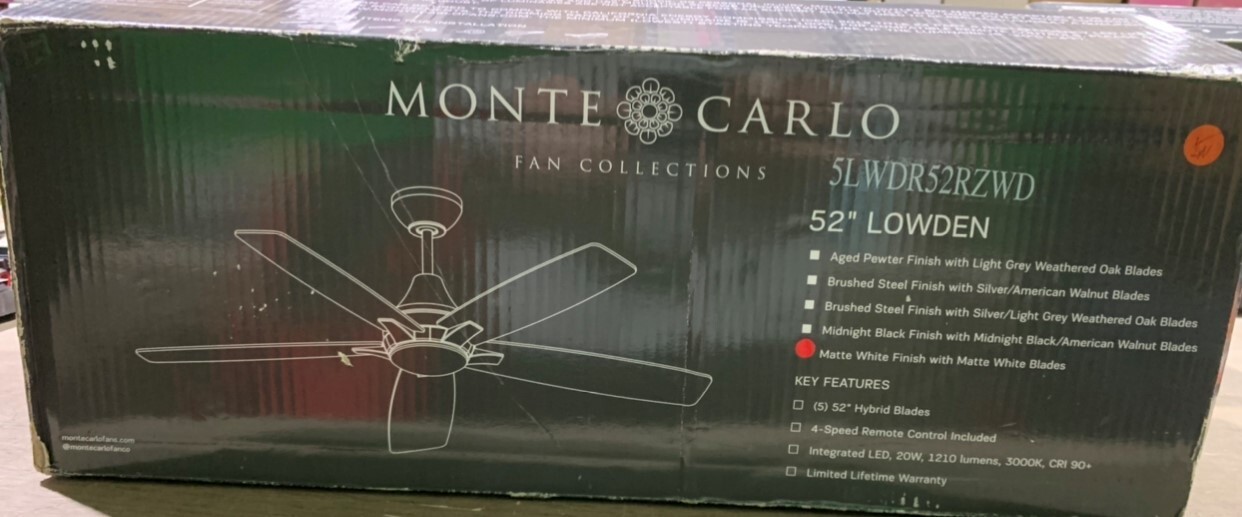 MONTE CARLO
FAN COLLECTIONS
5LWDR52RZWD
52" LOWDEN
Aged Pewter Finish with Light Grey Weathered Oak Blades
Brushed Steel Finish with Silver/American Walnut Blades
Brushed Steel Finish with Silver/Light Grey Weathered Oak Blades
Midnight Black Finish with Midnight Black/American Walnut Blades
Matte White Finish with Matte White Blades
KEY FEATURES
(5) 52" Hybrid Blades
4-Speed Remote Control Included
Integrated LED, 20W, 1210 lumens, 3000K, CRI 90+
Limited Lifetime Warranty
montecarlofans.com
@montecarlofanco